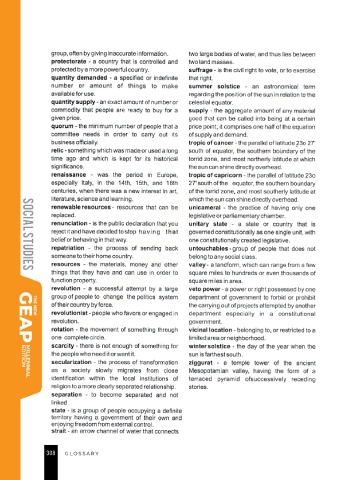 group, often by giving inaccurate information.
protectorate - a country that is controlled and
protected by a more powerful country.
quantity demanded - a specified or indefinite
number or amount of things to make
available for use.
quantity supply - an exact amount of number or
commodity that people are ready to buy for a
given price.
quorum - the minimum number of people that a
committee needs in order to carry out its
business officially.
relic - something which was made or used a long
time ago and which is kept for its historical
significance.
renaissance - was the period in Europe,
especially Italy, in the 14th, 15th, and 16th
centuries, when there was a new interest in art,
literature, science and learning.
renewable resources - resources that can be
replaced.
renunciation - is the public declaration that you
reject it and have decided to stop having that
belief or behaving in that way
repatriation - the process of sending back
someone to their home country.
resources - the materials, money and other
things that they have and can use in order to
function property.
revolution - a successful attempt by a large
group of people to change the politics system
of their country by force.
revolutionist - people who favors or engaged in
revolution.
rotation - the movement of something through
one complete circle.
scarcity - there is not enough of something for
the people who need it or want it.
secularization - the process of transformation
as a society slowly migrates from close
identification within the local institutions of
religion to a more clearly separated relationship.
separation - to become separated and not
linked
state - is a group of people occupying a definite
territory having a government of their own and
enjoying freedom from external control.
strait - an arrow channel of water that connects
two large bodies of water, and thus lies between
two land masses.
suffrage - is the civil right to vote, or to exercise
that right.
summer solstice - an astronomical term
regarding the position of the sun in relation to the
celestial equator.
supply - the aggregate amount of any material
good that can be called into being at a certain
price point; it comprises one half of the equation
of supply and demand.
tropic of cancer - the parallel of latitude 23o 27'
south of equator, the southern boundary of the
torrid zone, and most northerly latitude at which
the sun can shine directly overhead.
tropic of capricorn - the parallel of latitude 23o
27' south of the equator, the southern boundary
of the torrid zone, and most southerly latitude at
which the sun can shine directly overhead.
unicameral - the practice of having only one
legislative or parliamentary chamber.
unitary state - a state or country that is
governed constitutionally as one single unit, with
one constitutionally created legislative.
untouchables - group of people that does not
belong to any social class.
valley - a landform, which can range from a few
square miles to hundreds or even thousands of
square miles in area.
veto power - a power or right possessed by one
department of government to forbid or prohibit
the carrying out of projects attempted by another
department especially in a constitutional
government.
vicinal location - belonging to, or restricted to a
limited area or neighborhood.
winter solstice - the day of the year when the
sun is farthest south.
ziggurat - a temple tower of the ancient
Mesopotamian valley, having the form of a
terraced pyramid of successively receding
stories.
SOCIAL STUDIES
THE NEW
GEAP
MILLENNIAL
EDITION
308 GLOSSARY